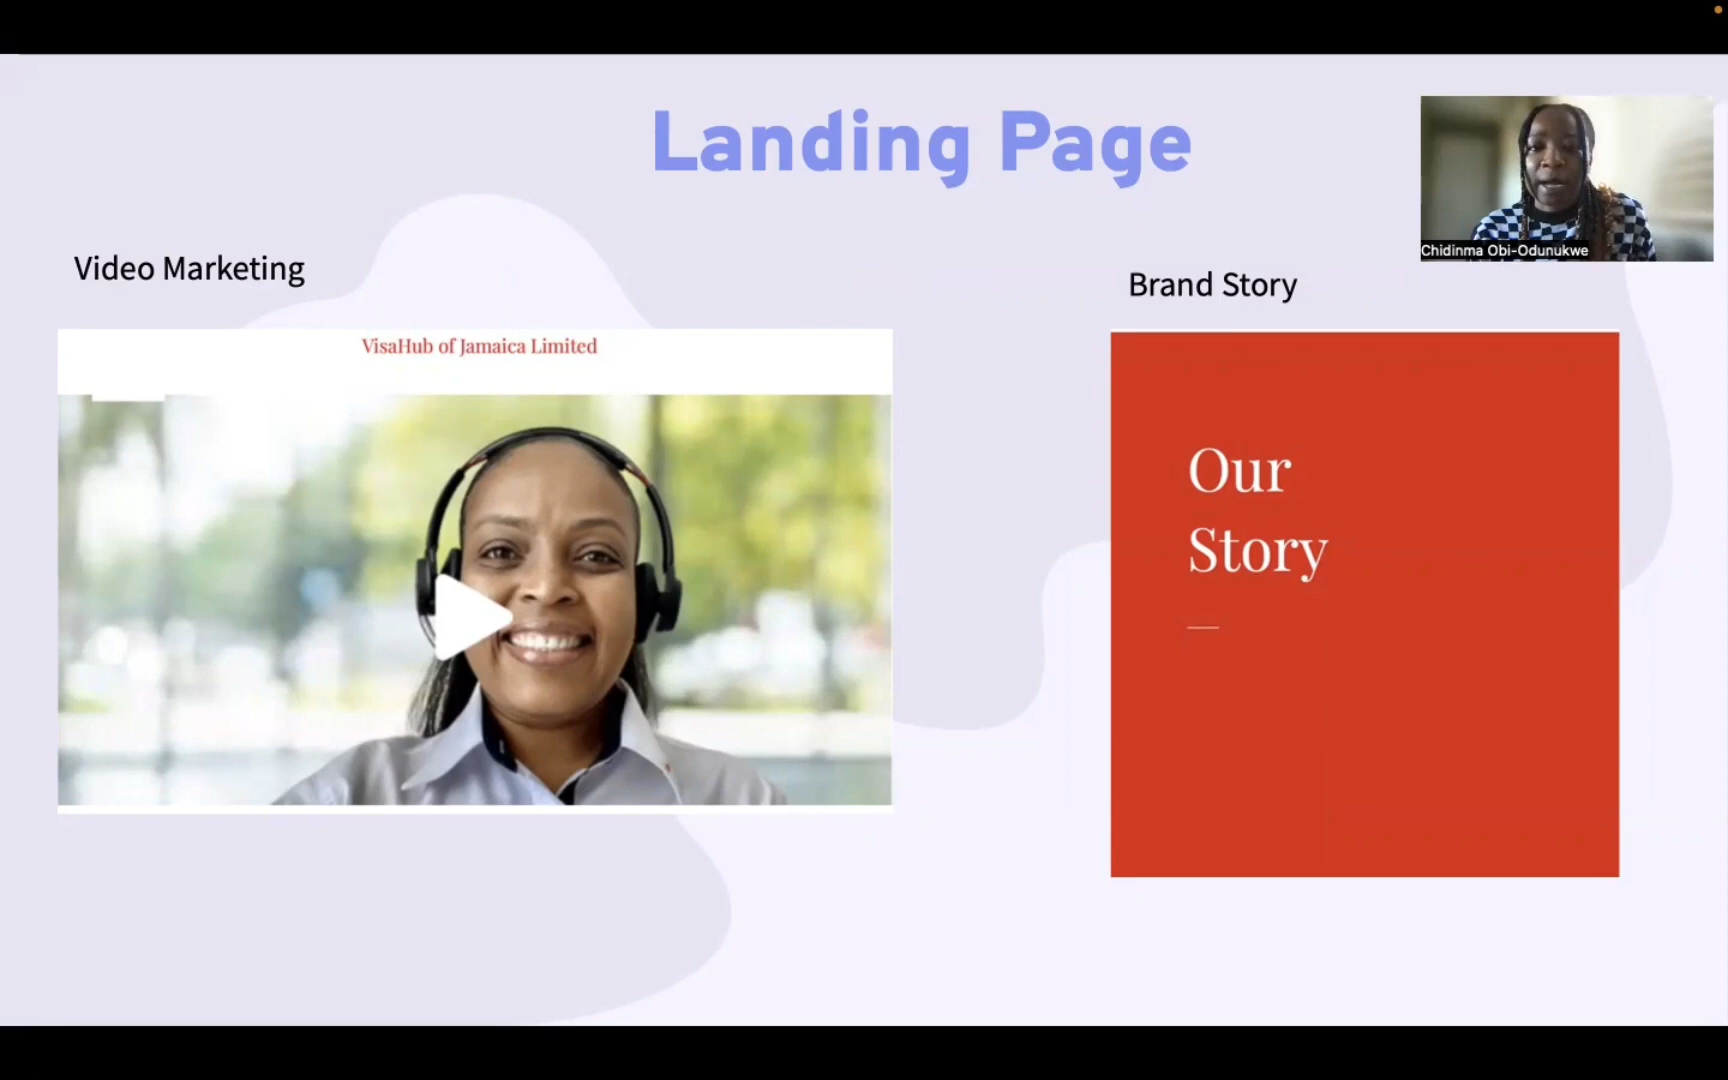 Landing Page
Chidinma Obi-Odunukwe
Video Marketing
Brand Story
VisaHub of Jamaica Limited
Our
Story